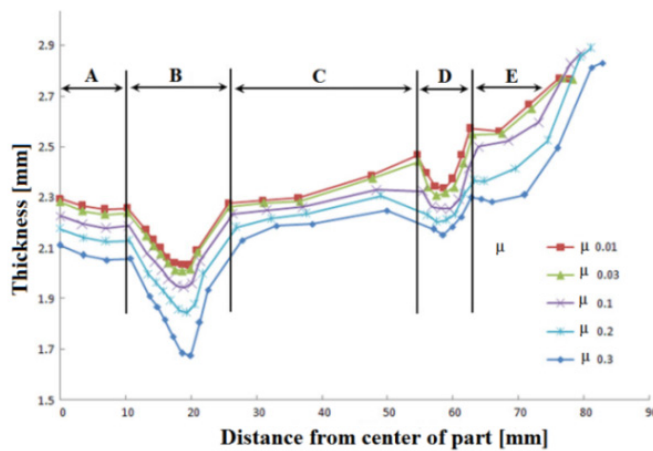 2.9
A B C D E
2.7
2.5
2.3
2.1
1.9
1.7
1.5
Thickness [mm]
μ
μ 0.01
μ 0.03
μ 0.1
μ 0.2
μ 0.3
0 10 20 30 40 50 60 70 80 90
Distance from center of part [mm]